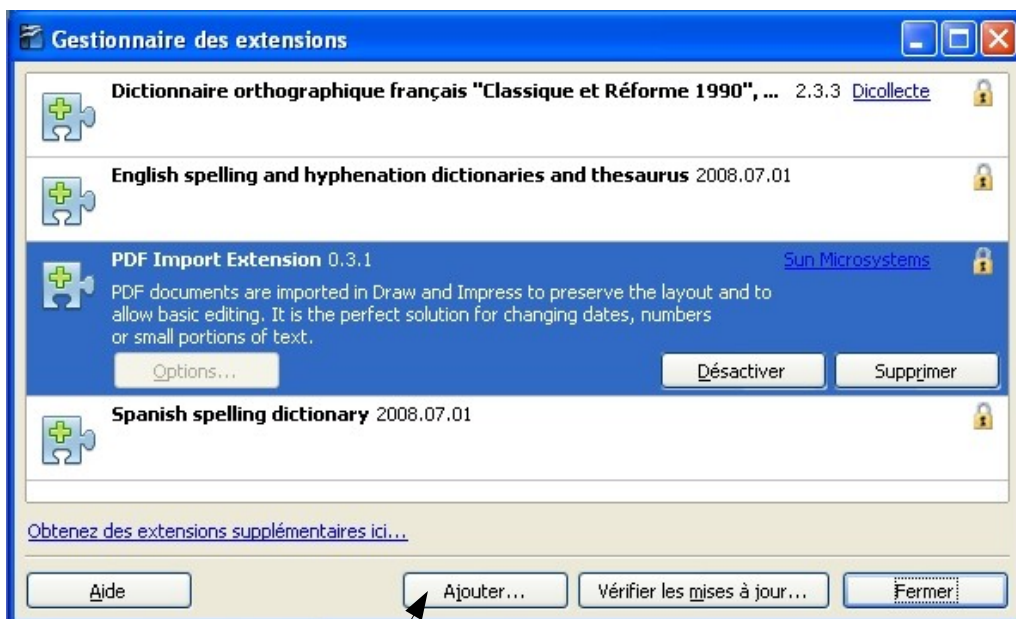 Gestionnaire des extensions
Dictionnaire orthographique français "Classique et Réforme 1990", ... 2.3.3 Dicollecte
English spelling and hyphenation dictionaries and thesaurus 2008.07.01
PDF Import Extension 0.3.1 Sun Microsystems
PDF documents are imported in Draw and Impress to preserve the layout and to
allow basic editing. It is the perfect solution for changing dates, numbers
or small portions of text.
Options... Désactiver Supprimer
Spanish spelling dictionary 2008.07.01
Obtenez des extensions supplémentaires ici...
Aide Ajouter... Vérifier les mises à jour... Fermer